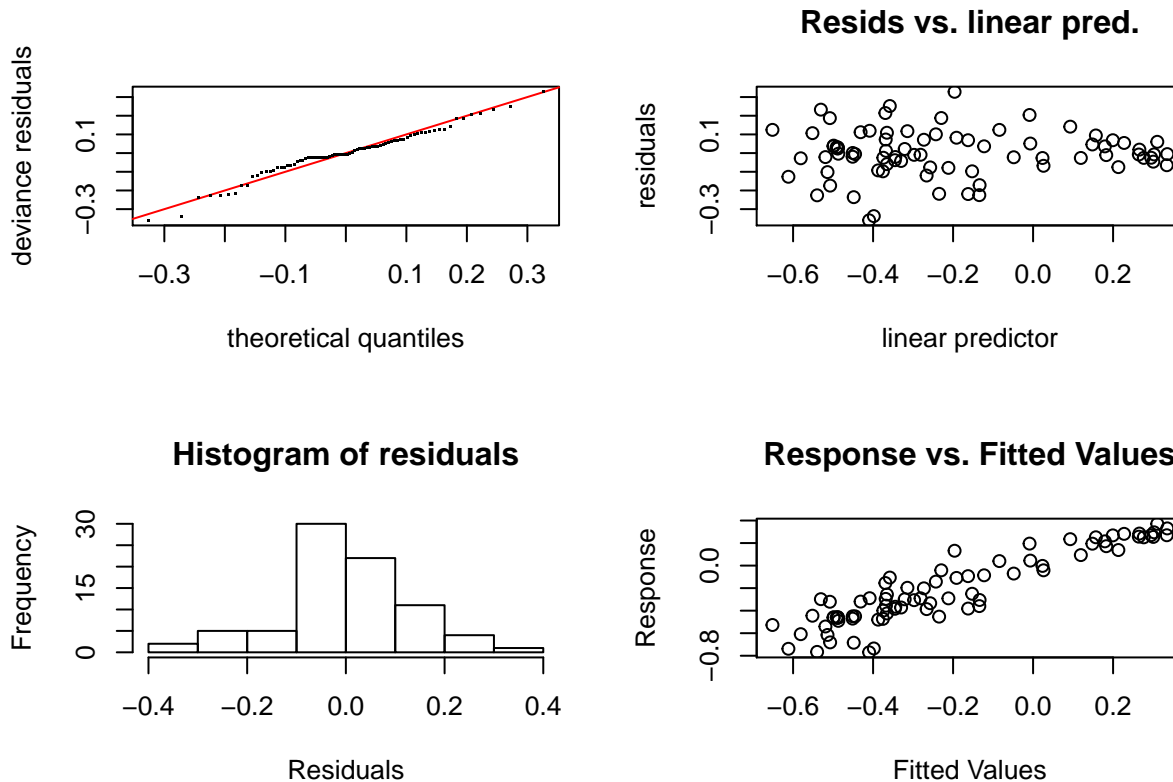 deviance residuals
0.1
−0.3
−0.3
−0.1
0.1
0.2
0.3
theoretical quantiles
Resids vs. linear pred.
residuals
0.1
−0.3
−0.6
−0.4
−0.2
0.0
0.2
linear predictor
Histogram of residuals
Frequency
30
15
0
−0.4
−0.2
0.0
0.2
0.4
Residuals
Response vs. Fitted Values
Response
0.0
−0.8
−0.6
−0.4
−0.2
0.0
0.2
Fitted Values